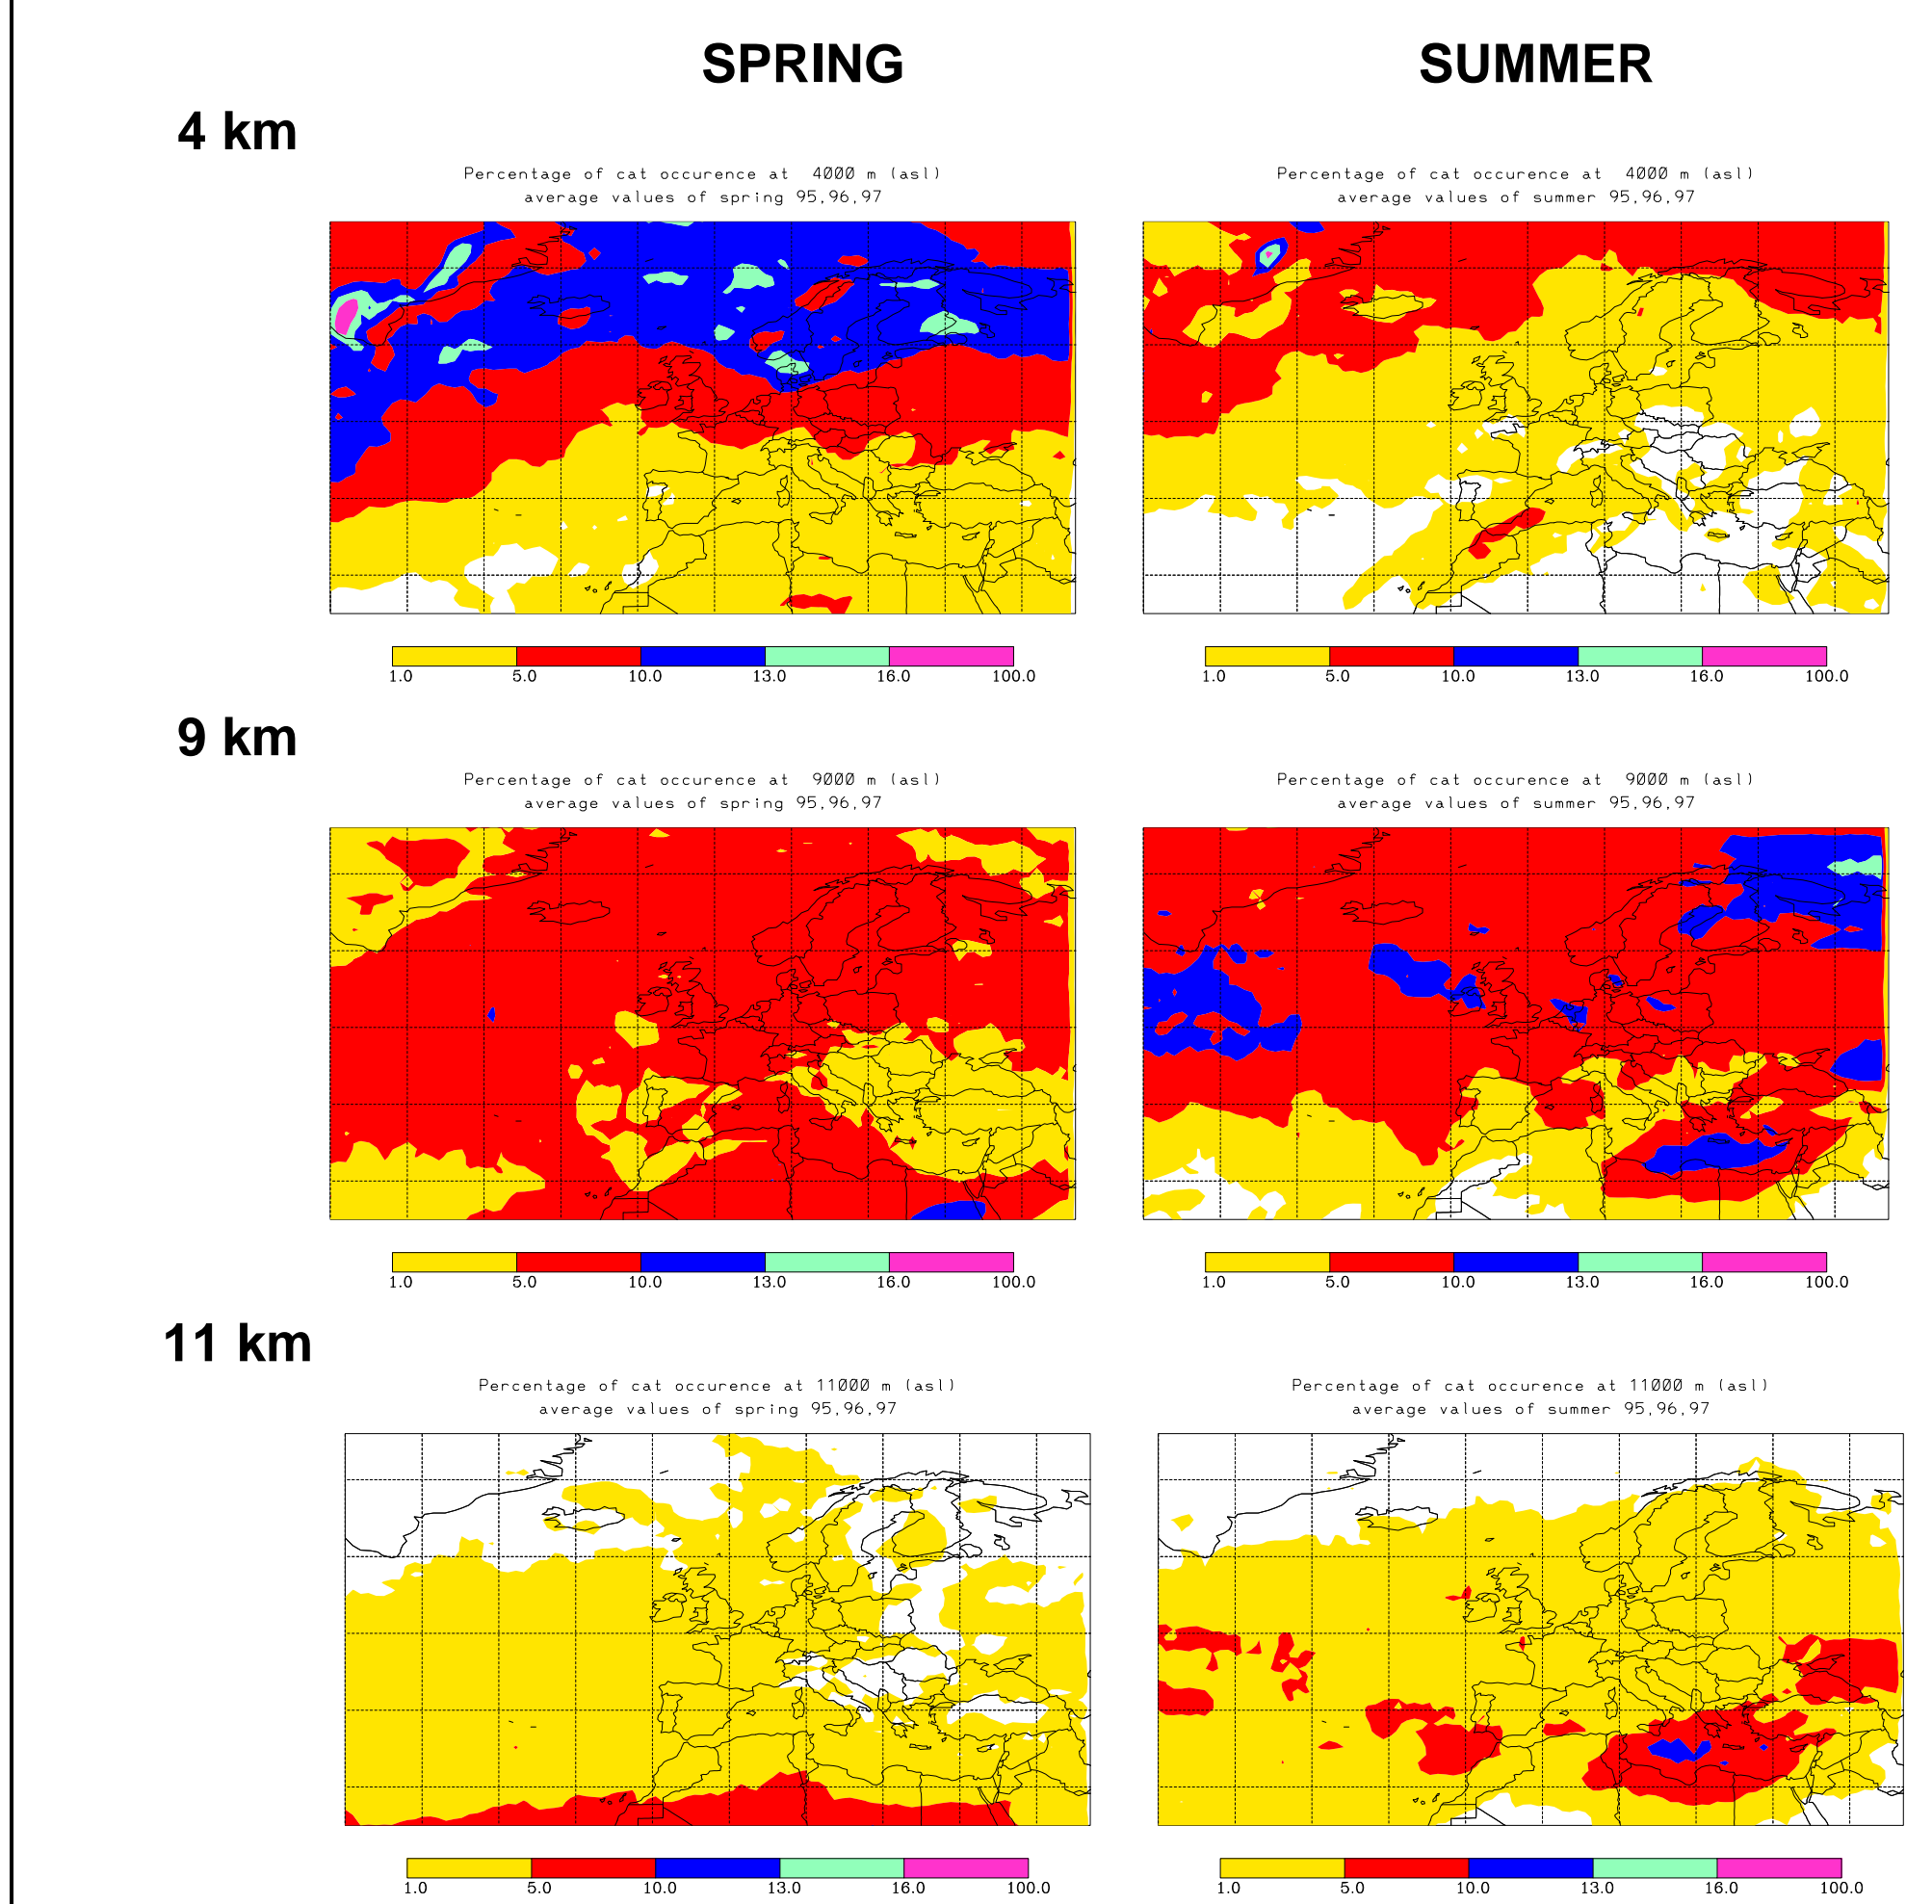 SPRING SUMMER
4 km
Percentage of cat occurence at 4000 m (asl)
average values of spring 95,96,97
Percentage of cat occurence at 4000 m (asl)
average values of summer 95,96,97
1.0 5.0 10.0 13.0 16.0 100.0
1.0 5.0 10.0 13.0 16.0 100.0
9 km
Percentage of cat occurence at 9000 m (asl)
average values of spring 95,96,97
Percentage of cat occurence at 9000 m (asl)
average values of summer 95,96,97
1.0 5.0 10.0 13.0 16.0 100.0
1.0 5.0 10.0 13.0 16.0 100.0
11 km
Percentage of cat occurence at 11000 m (asl)
average values of spring 95,96,97
Percentage of cat occurence at 11000 m (asl)
average values of summer 95,96,97
1.0 5.0 10.0 13.0 16.0 100.0
1.0 5.0 10.0 13.0 16.0 100.0